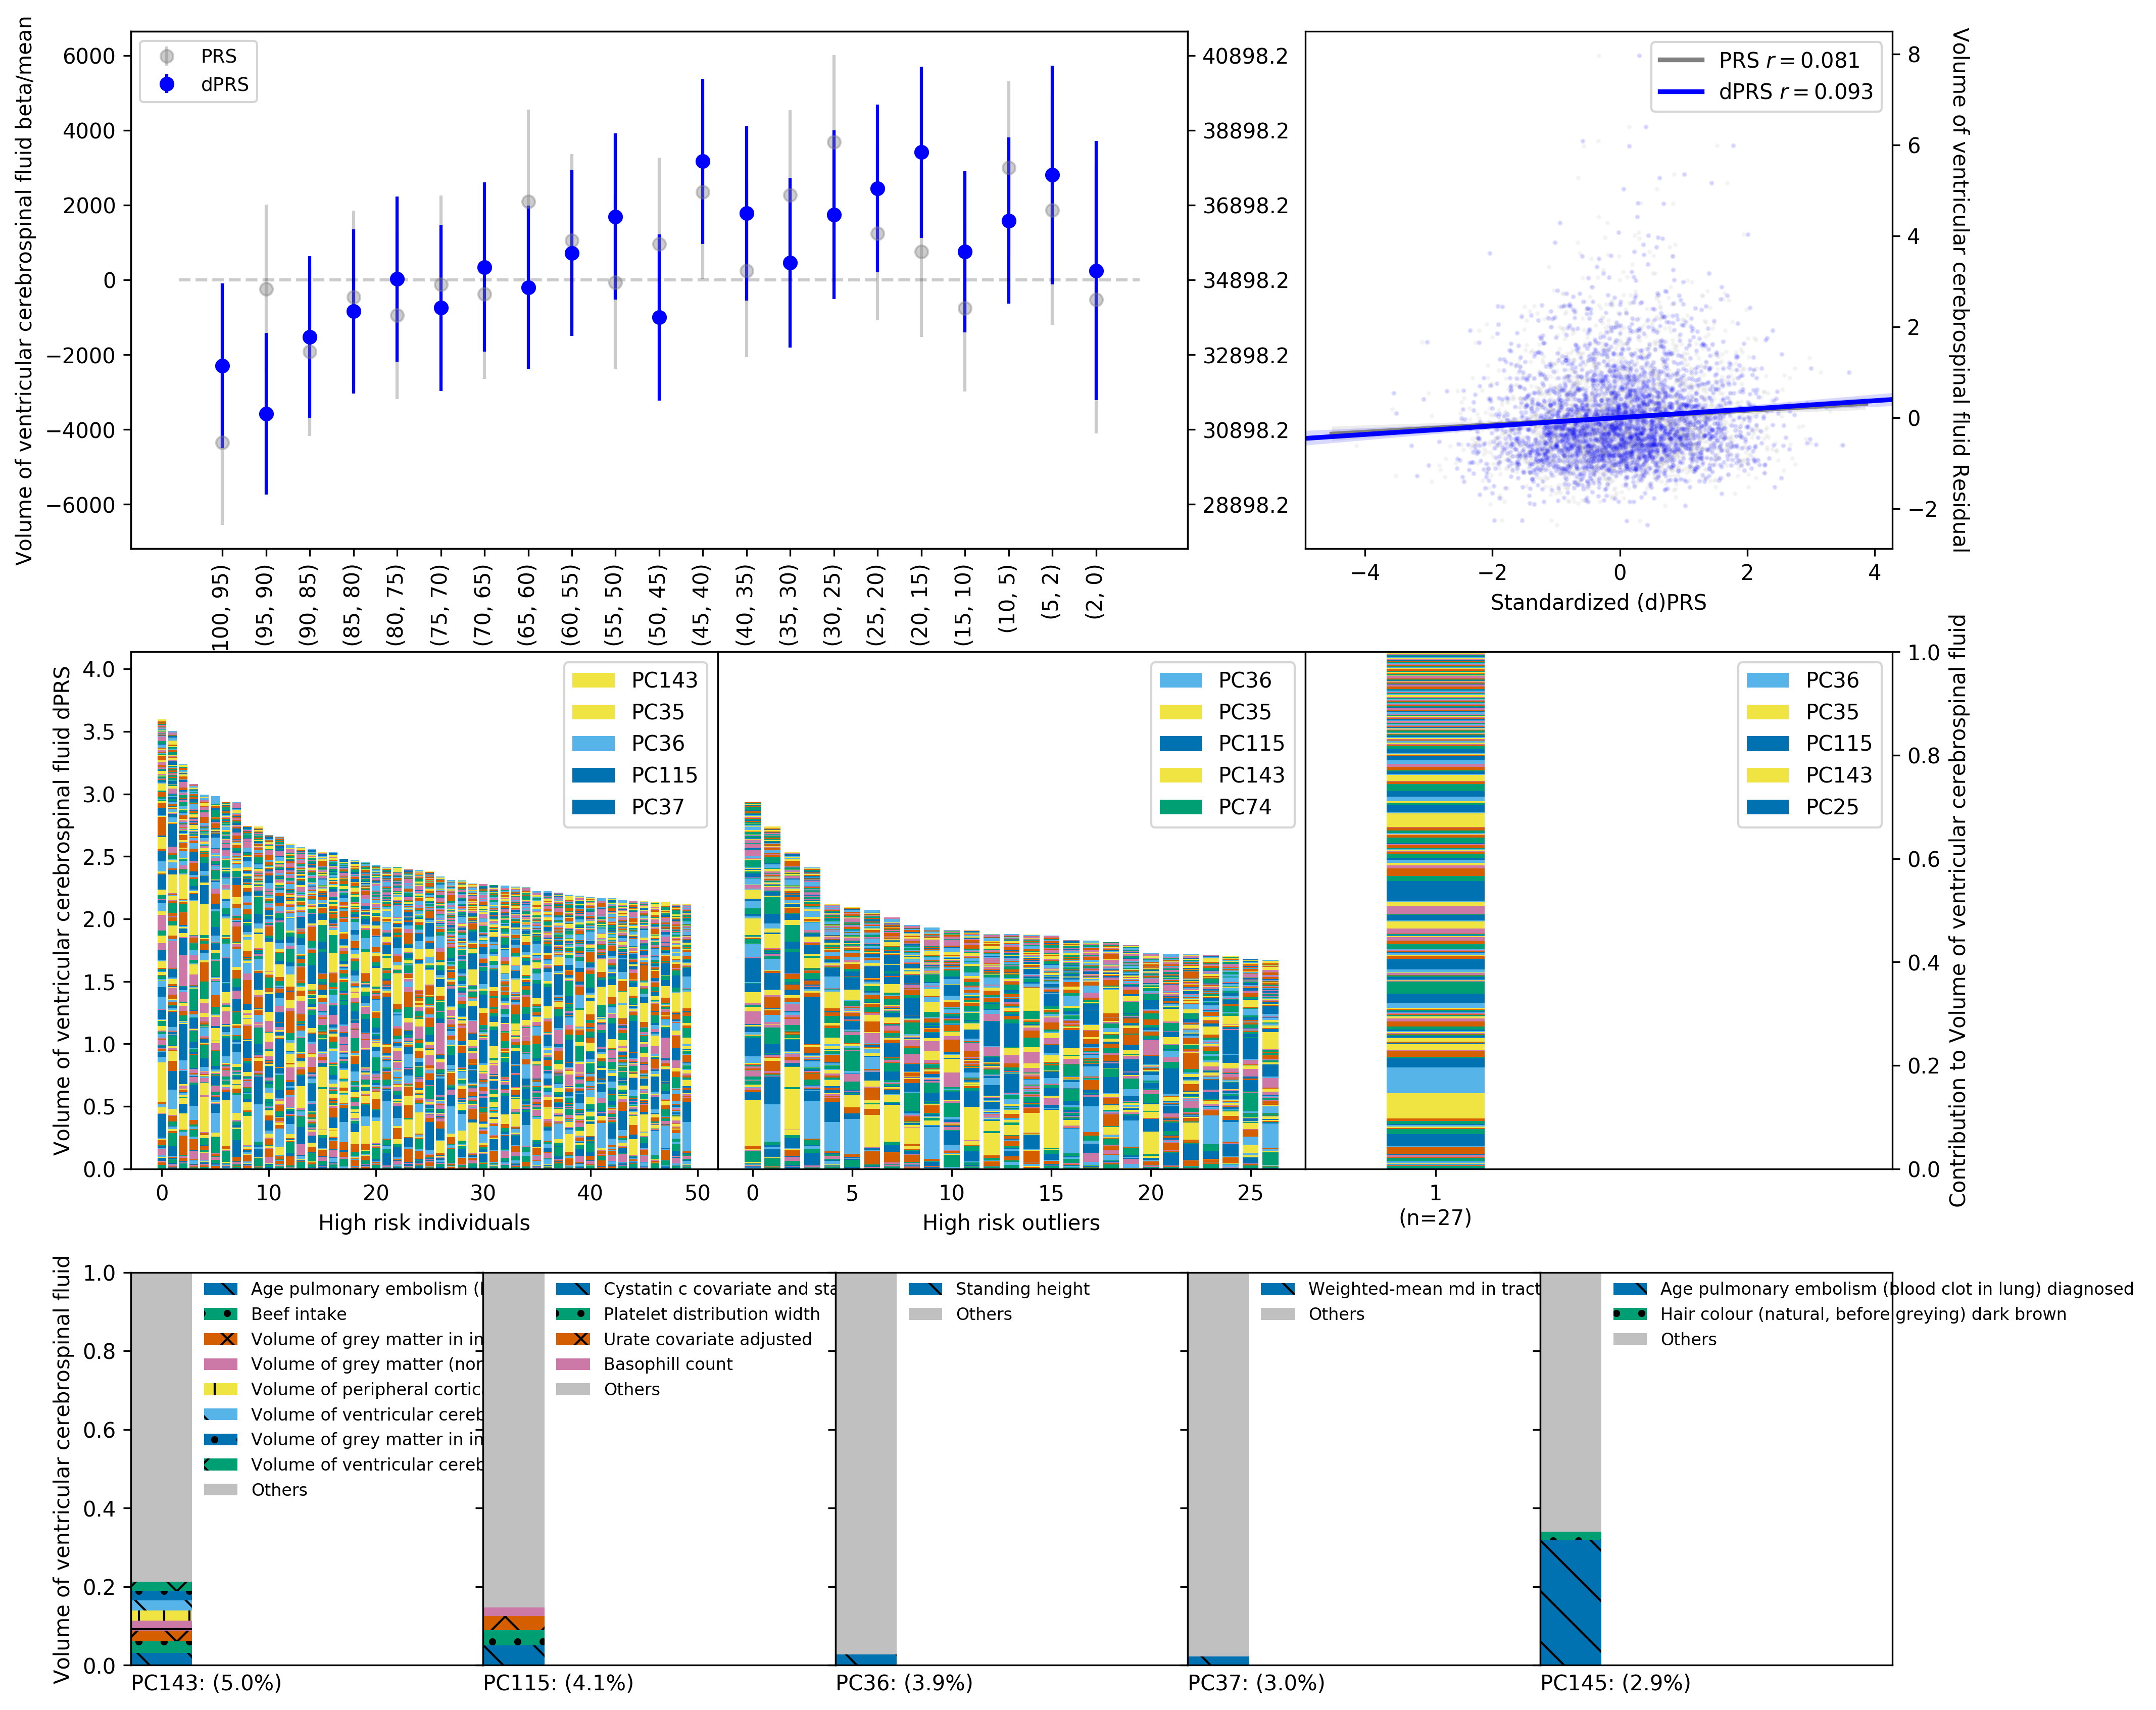 Volume of ventricular cerebrospinal fluid beta/mean
6000
4000
2000
0
−2000
−4000
−6000
PRS
dPRS
40898.2
38898.2
36898.2
34898.2
32898.2
30898.2
28898.2
100, 95)
(95, 90)
(90, 85)
(85, 80)
(80, 75)
(75, 70)
(70, 65)
(65, 60)
(60, 55)
(55, 50)
(50, 45)
(45, 40)
(40, 35)
(35, 30)
(30, 25)
(25, 20)
(20, 15)
(15, 10)
(10, 5)
(5, 2)
(2, 0)
PRS r = 0.081
dPRS r = 0.093
8
6
4
2
0
−2
Volume of ventricular cerebrospinal fluid Residual
−4
−2
0
2
4
Standardized (d)PRS
Volume of ventricular cerebrospinal fluid dPRS
4.0
3.5
3.0
2.5
2.0
1.5
1.0
0.5
0.0
PC143
PC35
PC36
PC115
PC37
0
10
20
30
40
50
High risk individuals
PC36
PC35
PC115
PC143
PC74
0
5
10
15
20
25
High risk outliers
PC36
PC35
PC115
PC143
PC25
1
(n=27)
1.0
0.8
0.6
0.4
0.2
0.0
Contribution to Volume of ventricular cerebrospinal fluid
Volume of ventricular cerebrospinal fluid
1.0
0.8
0.6
0.4
0.2
0.0
Age pulmonary embolism (
Beef intake
Volume of grey matter in in
Volume of grey matter (nor
Volume of peripheral cortic
Volume of ventricular cereb
Volume of grey matter in in
Volume of ventricular cereb
Others
PC143: (5.0%)
Cystatin c covariate and sta
Platelet distribution width
Urate covariate adjusted
Basophill count
Others
PC115: (4.1%)
Standing height
Others
PC36: (3.9%)
Weighted-mean md in tract
Others
PC37: (3.0%)
Age pulmonary embolism (blood clot in lung) diagnosed
Hair colour (natural, before greying) dark brown
Others
PC145: (2.9%)